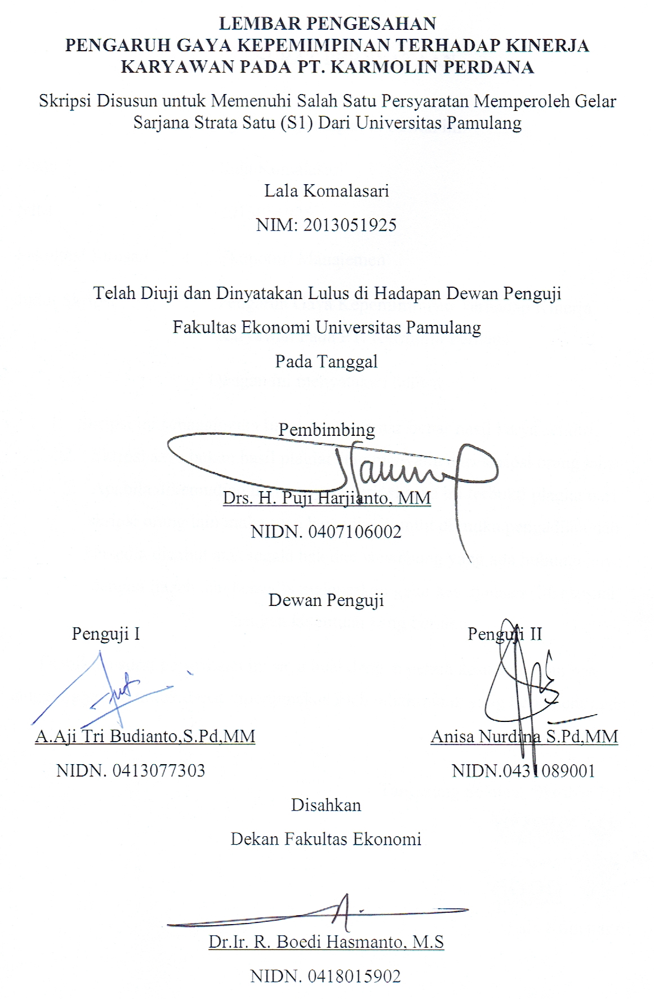 LEMBAR PENGESAHAN
PENGARUH GAYA KEPEMIMPINAN TERHADAP KINERJA
KARYAWAN PADA PT. KARMOLIN PERDANA
Skripsi Disusun untuk Memenuhi Salah Satu Persyaratan Memperoleh Gelar
Sarjana Strata Satu (S1) Dari Universitas Pamulang
Lala Komalasari
NIM: 2013051925
Telah Diuji dan Dinyatakan Lulus di Hadapan Dewan Penguji
Fakultas Ekonomi Universitas Pamulang
Pada Tanggal
Pembimbing
Drs. H. Puji Harjianto, MM
NIDN. 0407106002
Dewan Penguji
Penguji I
Penguji II
A.Aji Tri Budianto,S.Pd,MM
Anisa Nurdina S.Pd,MM
NIDN. 0413077303
NIDN.0431089001
Disahkan
Dekan Fakultas Ekonomi
Dr.Ir. R. Boedi Hasmanto, M.S
NIDN. 0418015902